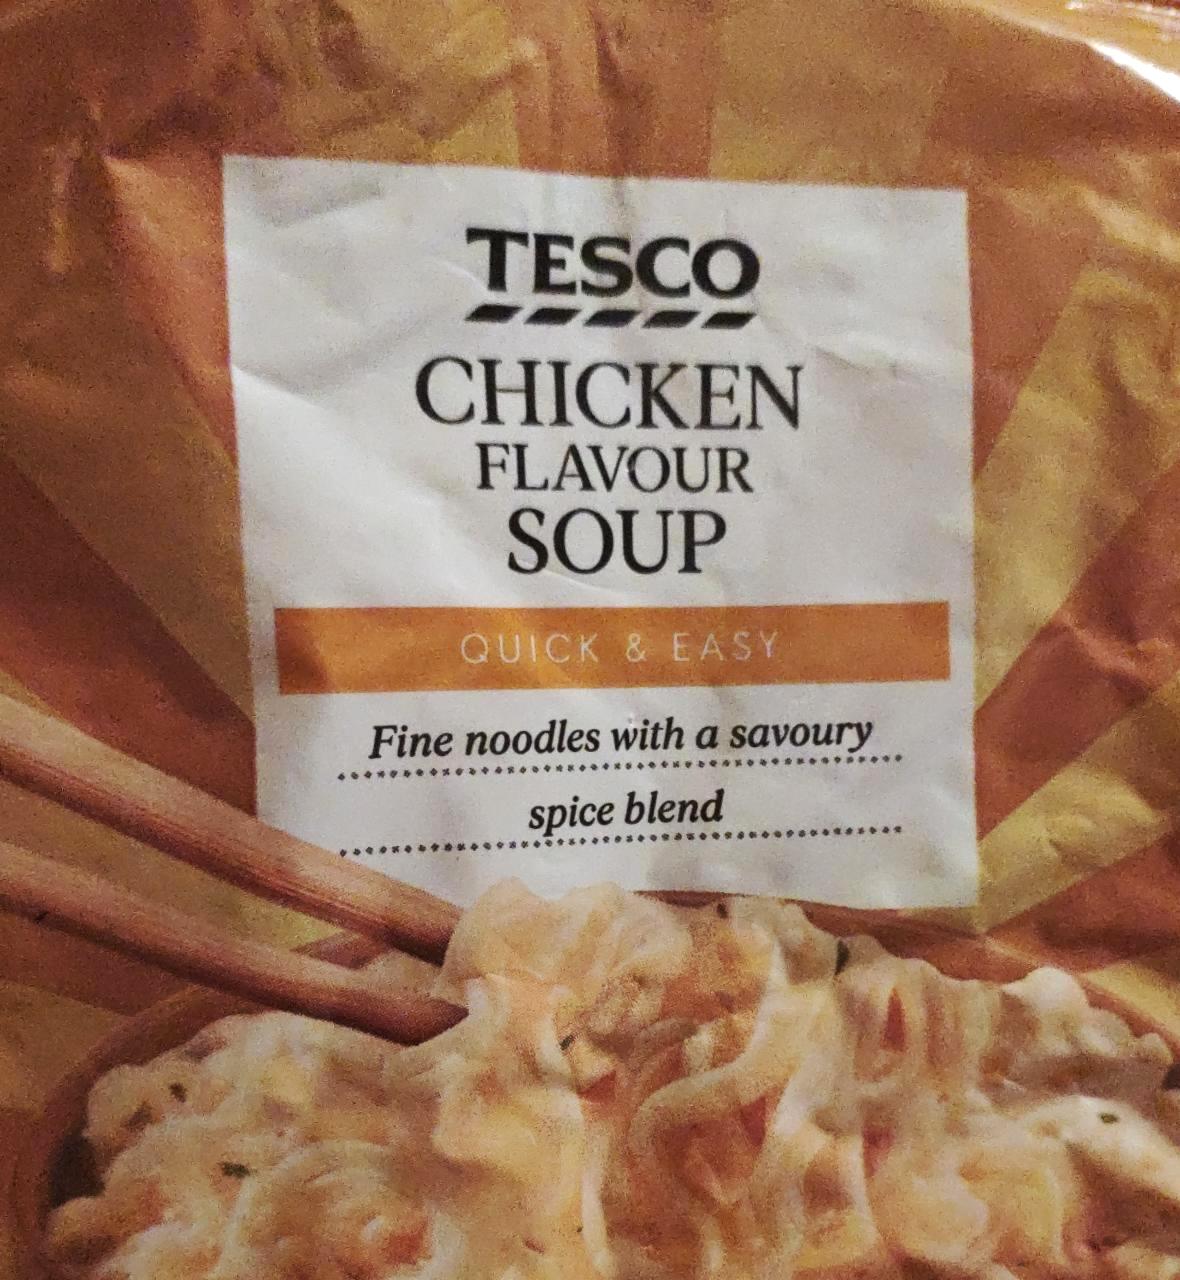 TESCO
CHICKEN
FLAVOUR
SOUP
QUICK & EASY
Fine noodles with a savoury
spice blend